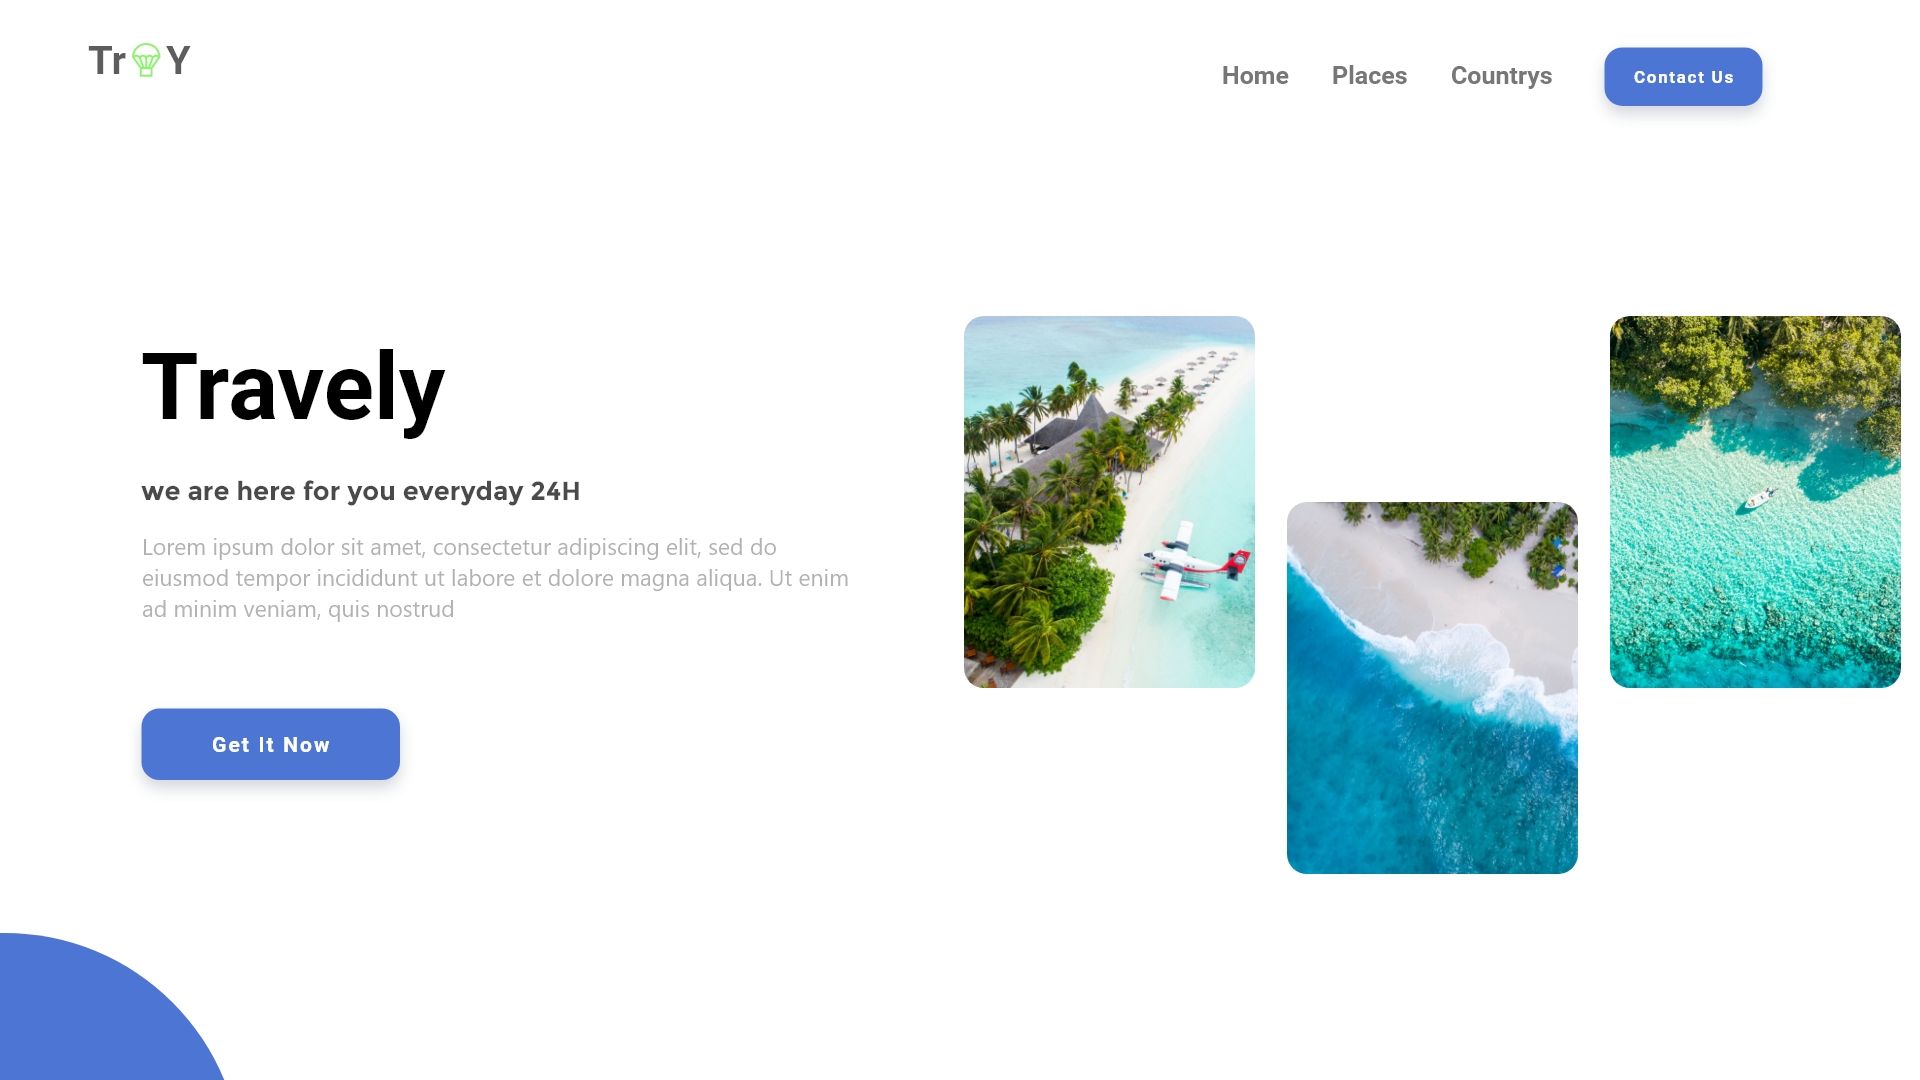 Tr Y
Home
Places
Countrys
Contact Us
Travely
we are here for you everyday 24H
Lorem ipsum dolor sit amet, consectetur adipiscing elit, sed do
eiusmod tempor incididunt ut labore et dolore magna aliqua. Ut enim
ad minim veniam, quis nostrud
Get It Now